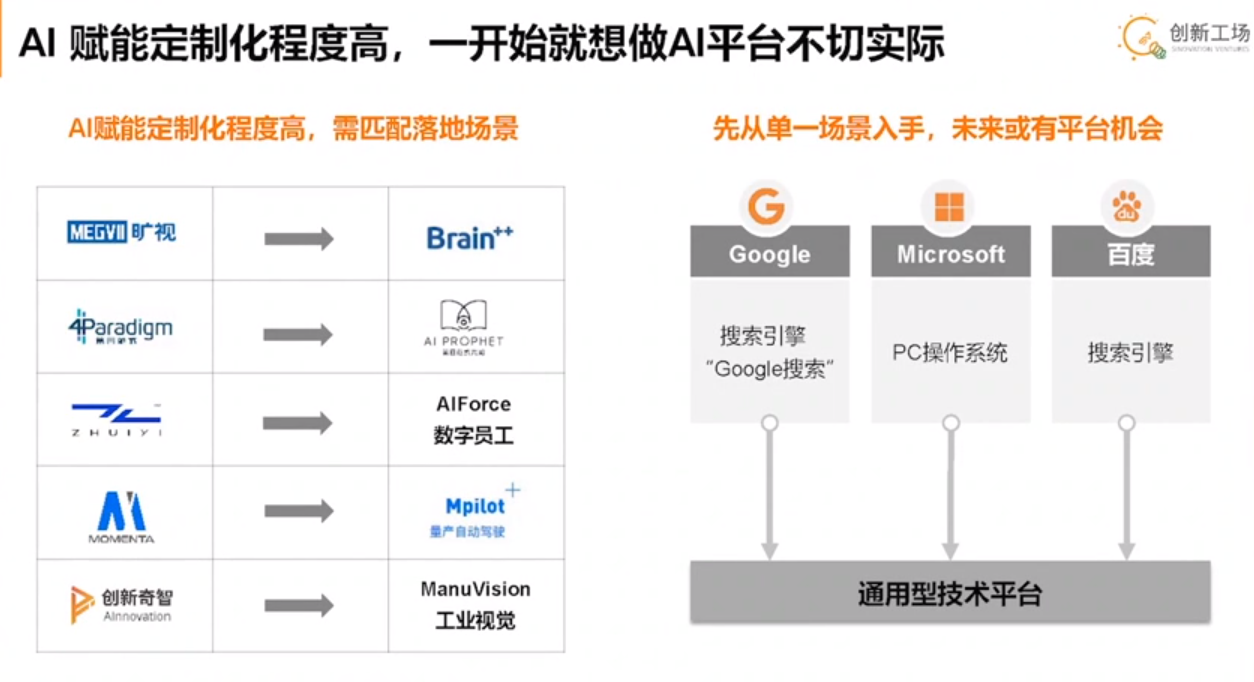 AI 赋能定制化程度高，一开始就想做AI平台不切实际
创新工场
SINOVATION VENTURES
AI赋能定制化程度高，需匹配落地场景
MEGVII 旷视
Brain++
4Paradigm
第四范式
AI PROPHET
ZHUIYI
AIForce
数字员工
MOMENTA
Mpilot+
量产自动驾驶
创新奇智
AInnovation
ManuVision
工业视觉
先从单一场景入手，未来或有平台机会
G
du
Google
Microsoft
百度
搜索引擎
“Google搜索”
PC操作系统
搜索引擎
通用型技术平台